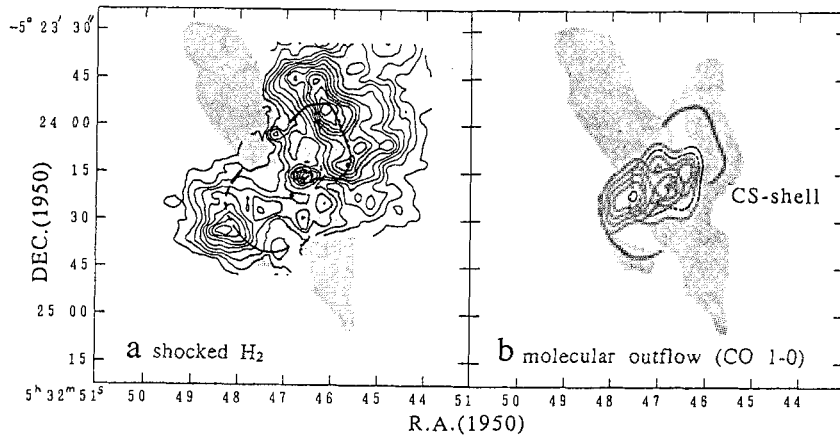 −5° 23′ 30″
45
24 00
15
30
45
25 00
15
DEC.(1950)
CS-shell
a shocked H₂
b molecular outflow (CO 1-0)
5ʰ 32ᵐ 51ˢ 50 49 48 47 46 45 51 50 49 48 47 46 45 44
R.A.(1950)